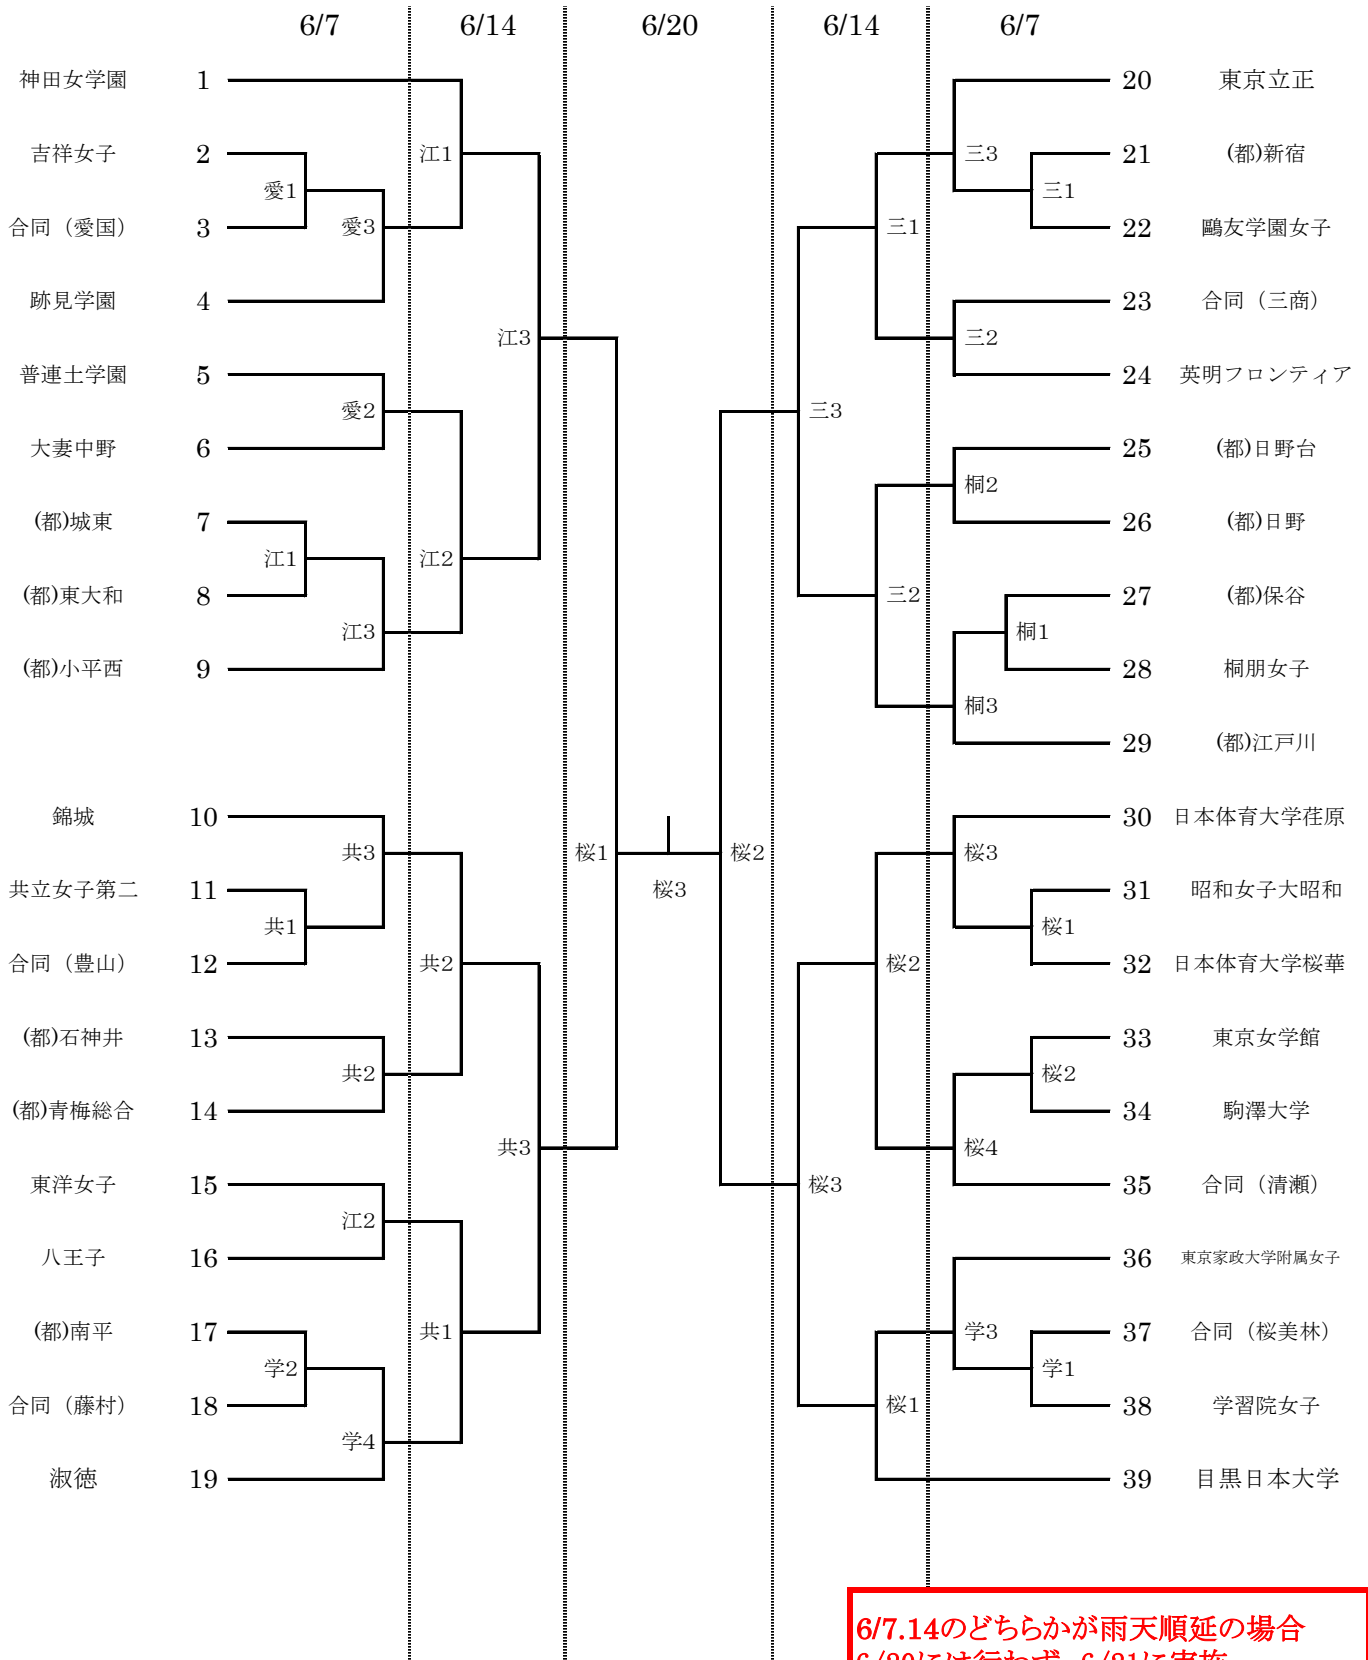 6/7 6/14 6/20 6/14 6/7
神田女学園 1 20 東京立正
吉祥女子 2 江1 三3 21 (都)新宿
愛1 三1
合同（愛国） 3 愛3 三1 22 鷗友学園女子
跡見学園 4 23 合同（三商）
江3 三2
普連土学園 5 24 英明フロンティア
愛2 三3
大妻中野 6 25 (都)日野台
桐2
(都)城東 7 26 (都)日野
江1 江2
(都)東大和 8 三2 27 (都)保谷
江3 桐1
(都)小平西 9 28 桐朋女子
桐3
29 (都)江戸川
錦城 10 30 日本体育大学荏原
共3 桜1 桜2 桜3
共立女子第二 11 桜3 31 昭和女子大昭和
共1 桜1
合同（豊山） 12 共2 桜2 32 日本体育大学桜華
(都)石神井 13 33 東京女学館
共2 桜2
(都)青梅総合 14 34 駒澤大学
共3 桜4
東洋女子 15 桜3 35 合同（清瀬）
江2
八王子 16 36 東京家政大学附属女子
(都)南平 17 共1 学3 37 合同（桜美林）
学2 学1
合同（藤村） 18 桜1 38 学習院女子
学4
淑徳 19 39 目黒日本大学
6/7.14のどちらかが雨天順延の場合
6/20には行わず、6/21に実施